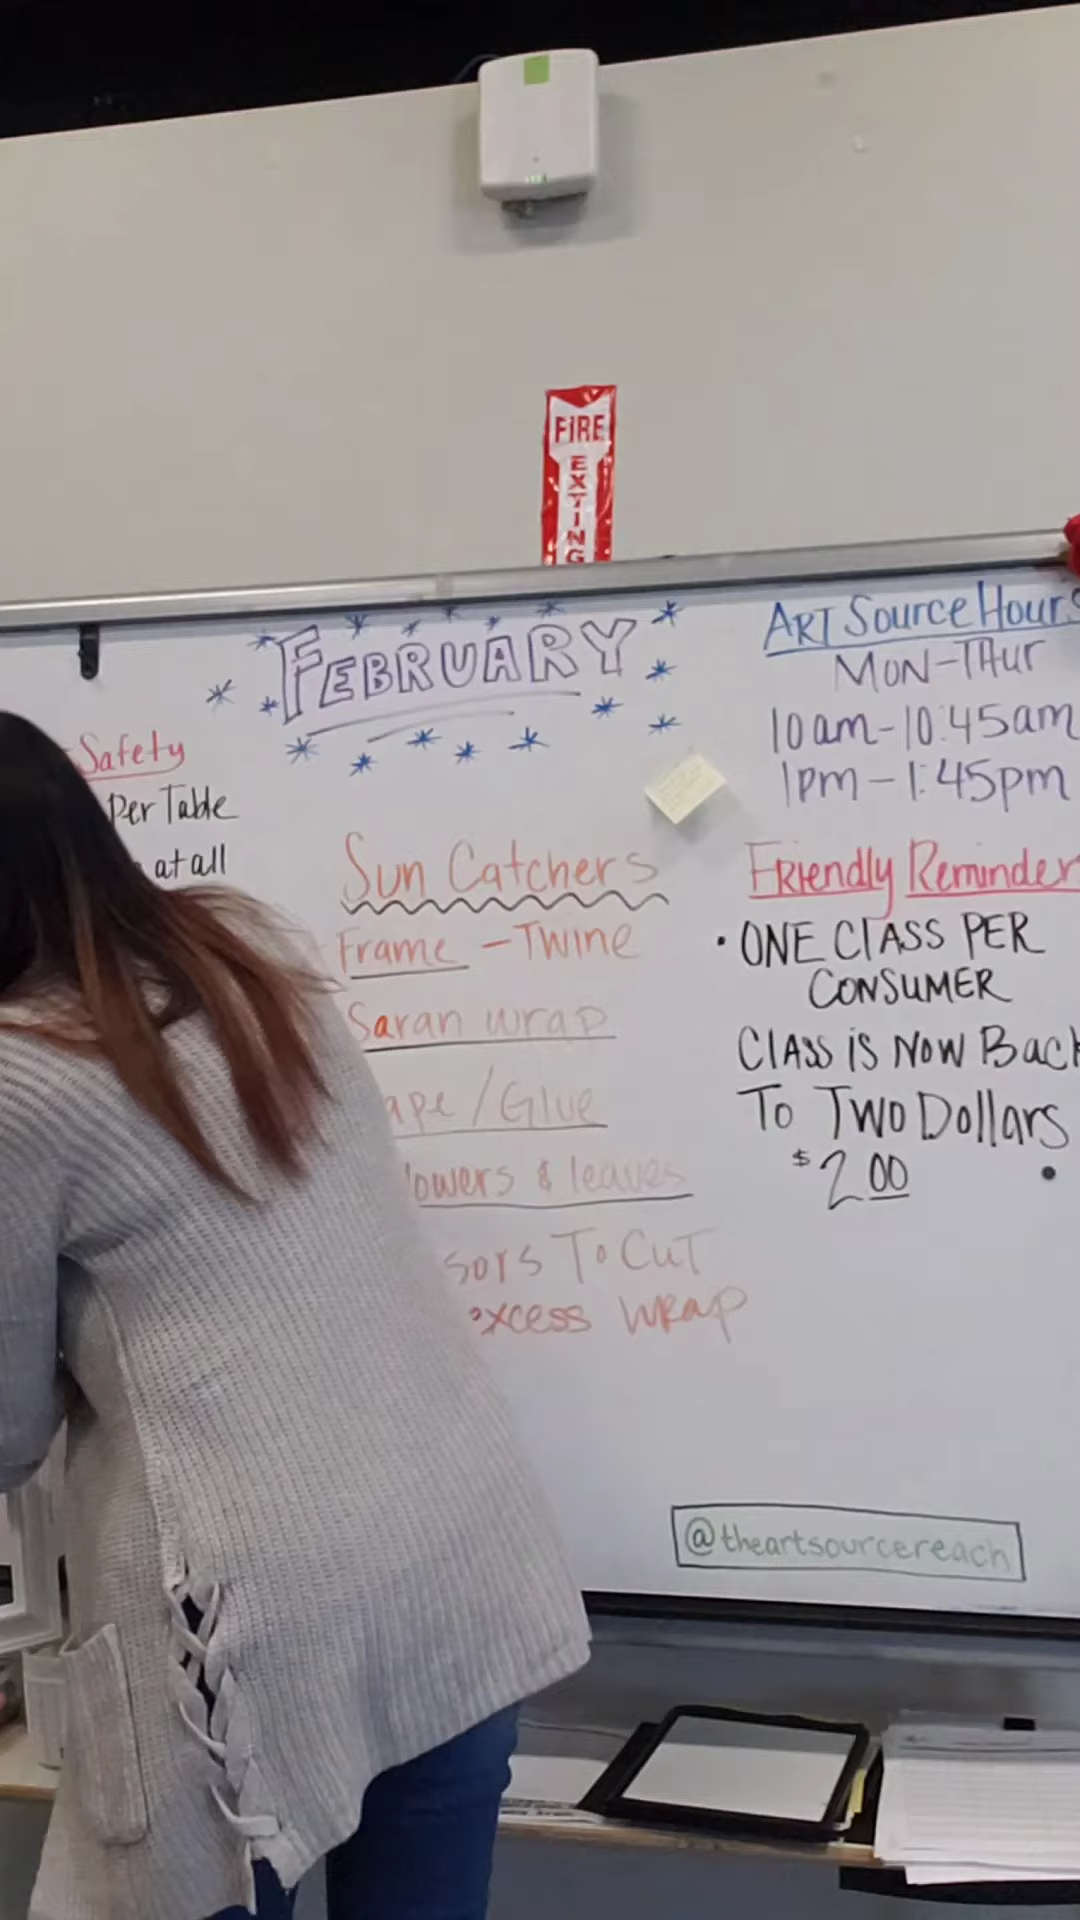 FIRE
EXTING
FEBRUARY
Safety
Per Table
at all
Sun Catchers
Frame - Twine
Saran wrap
ape / Glue
lowers & leaves
sors To Cut
excess wrap
ART Source Hours
MON-THur
10am-10:45am
1pm-1:45pm
Friendly Reminder
• ONE ClASS PER
CONSUMER
ClASS iS NOW Back
To Two Dollars
$2.00
@theartsourcereach